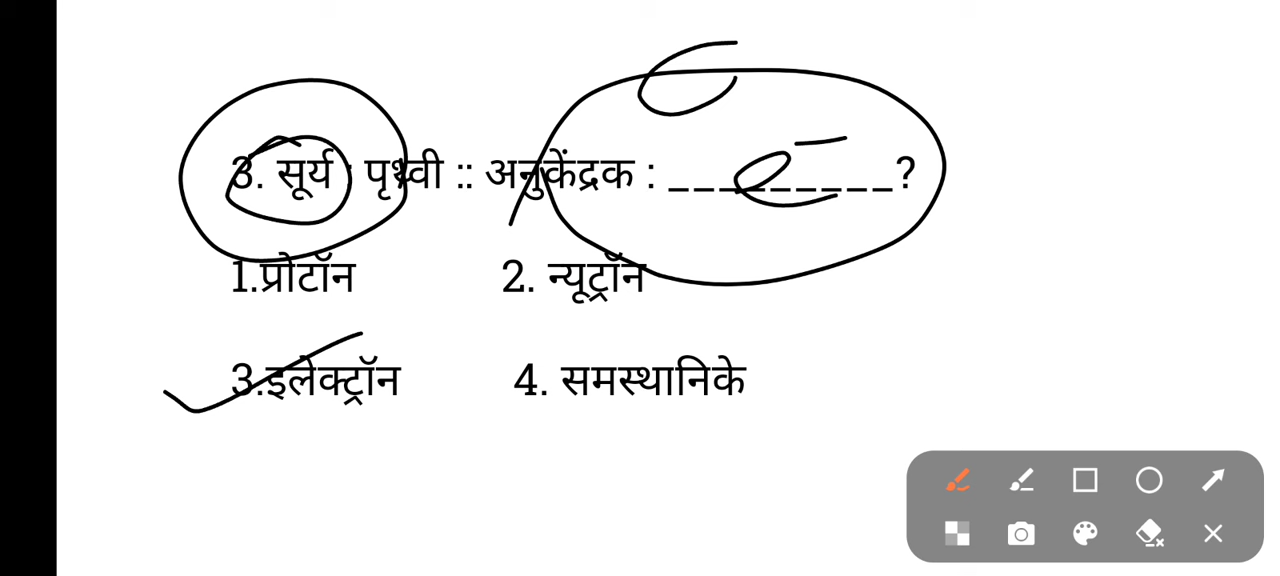 3. सूर्य : पृथ्वी :: अनुकेंद्रक : _________?
1.प्रोटॉन 2. न्यूट्रॉन
3.इलेक्ट्रॉन 4. समस्थानिके